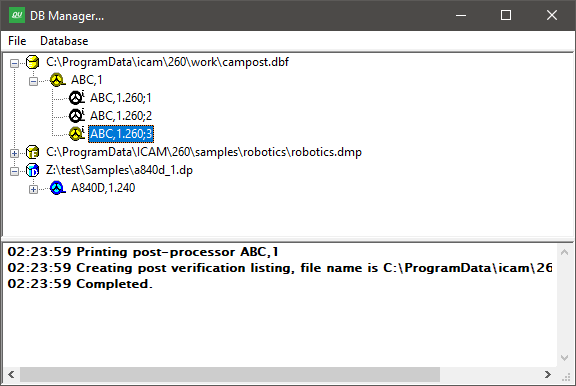 DB Manager...
File Database
C:\ProgramData\icam\260\work\campost.dbf
ABC,1
ABC,1.260;1
ABC,1.260;2
ABC,1.260;3
C:\ProgramData\ICAM\260\samples\robotics\robotics.dmp
Z:\test\Samples\a840d_1.dp
A840D,1.240
02:23:59 Printing post-processor ABC,1
02:23:59 Creating post verification listing, file name is C:\ProgramData\icam\26
02:23:59 Completed.